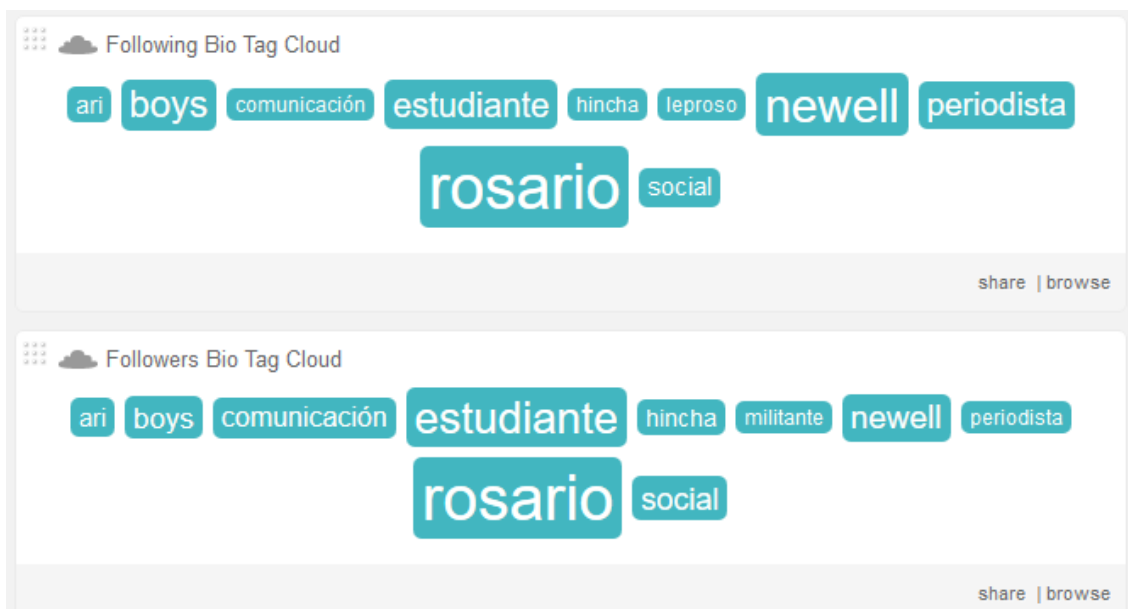 Following Bio Tag Cloud
ari boys comunicación estudiante hincha leproso newell periodista
rosario social
share | browse
Followers Bio Tag Cloud
ari boys comunicación estudiante hincha militante newell periodista
rosario social
share | browse